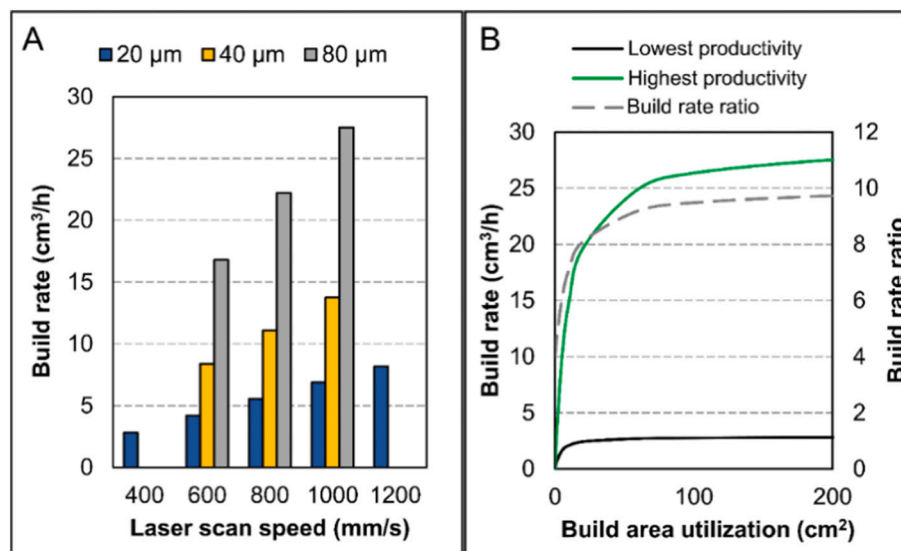 A
20 µm 40 µm 80 µm
Build rate (cm³/h)
30
25
20
15
10
5
0
400 600 800 1000 1200
Laser scan speed (mm/s)
B
Lowest productivity
Highest productivity
Build rate ratio
Build rate (cm³/h)
30
25
20
15
10
5
0
12
10
8
6
4
2
0
Build rate ratio
0 100 200
Build area utilization (cm²)